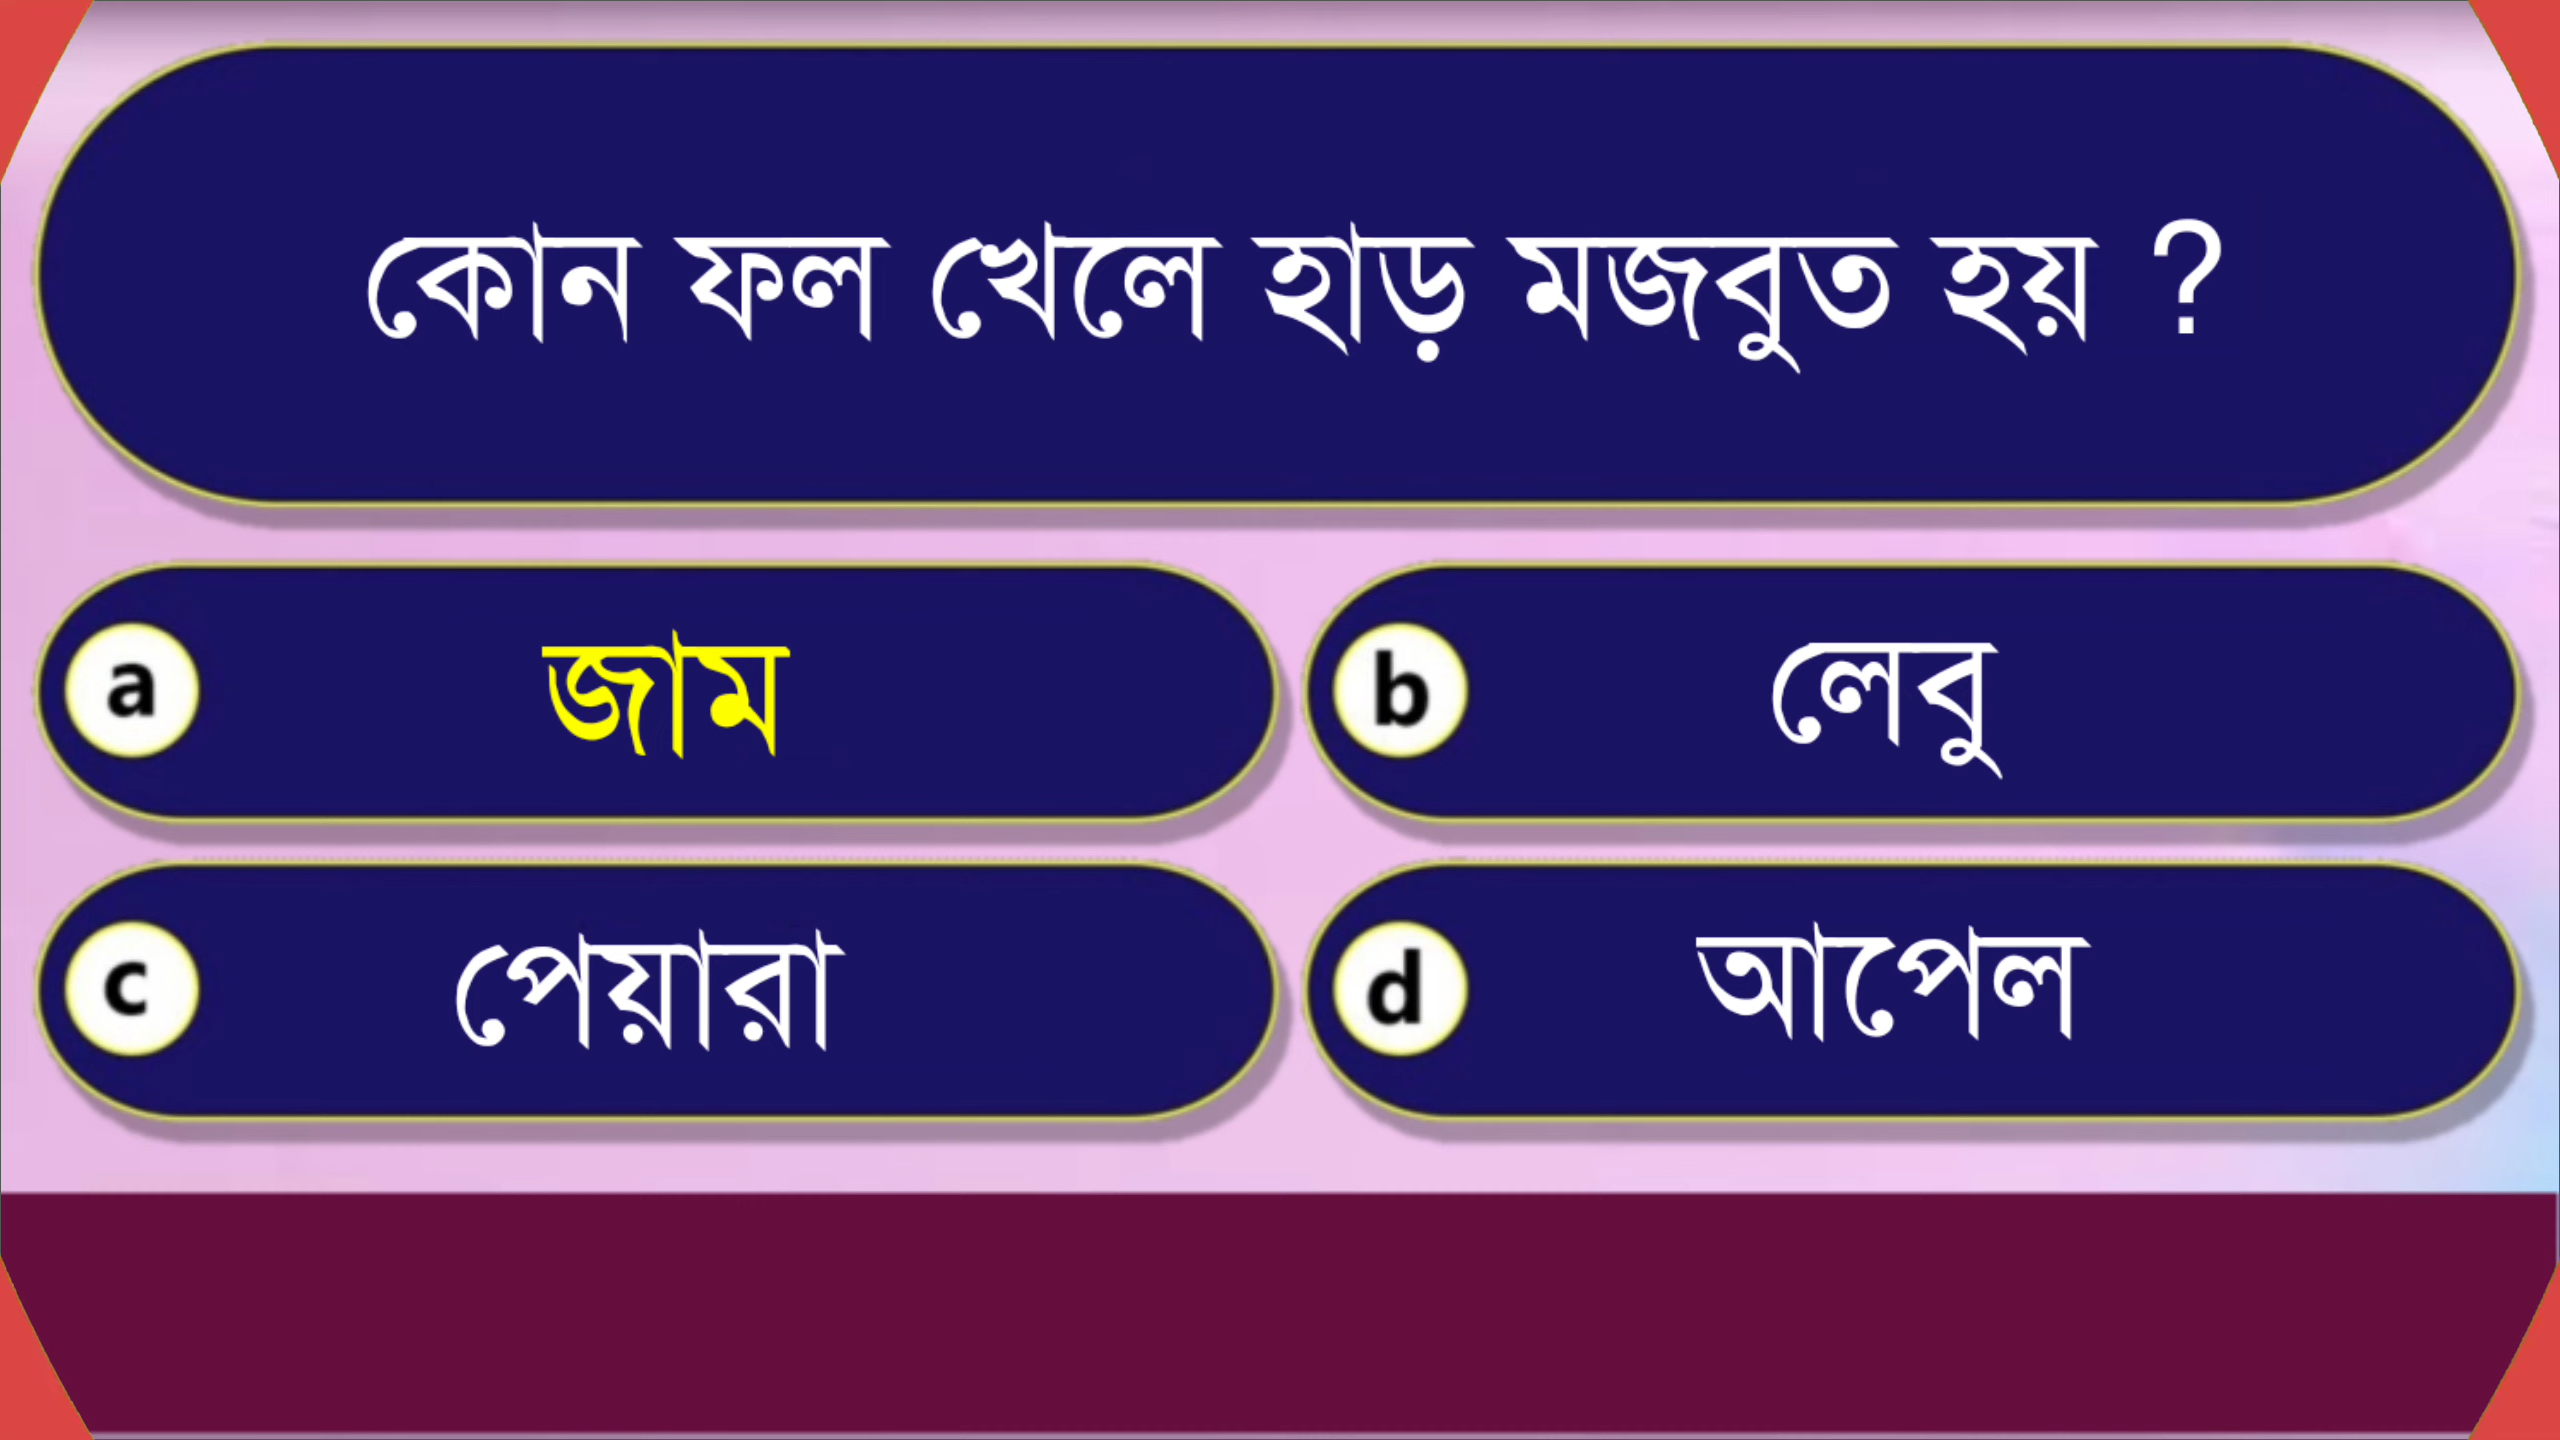 কোন ফল খেলে হাড় মজবুত হয় ?
a জাম
b লেবু
c পেয়ারা
d আপেল